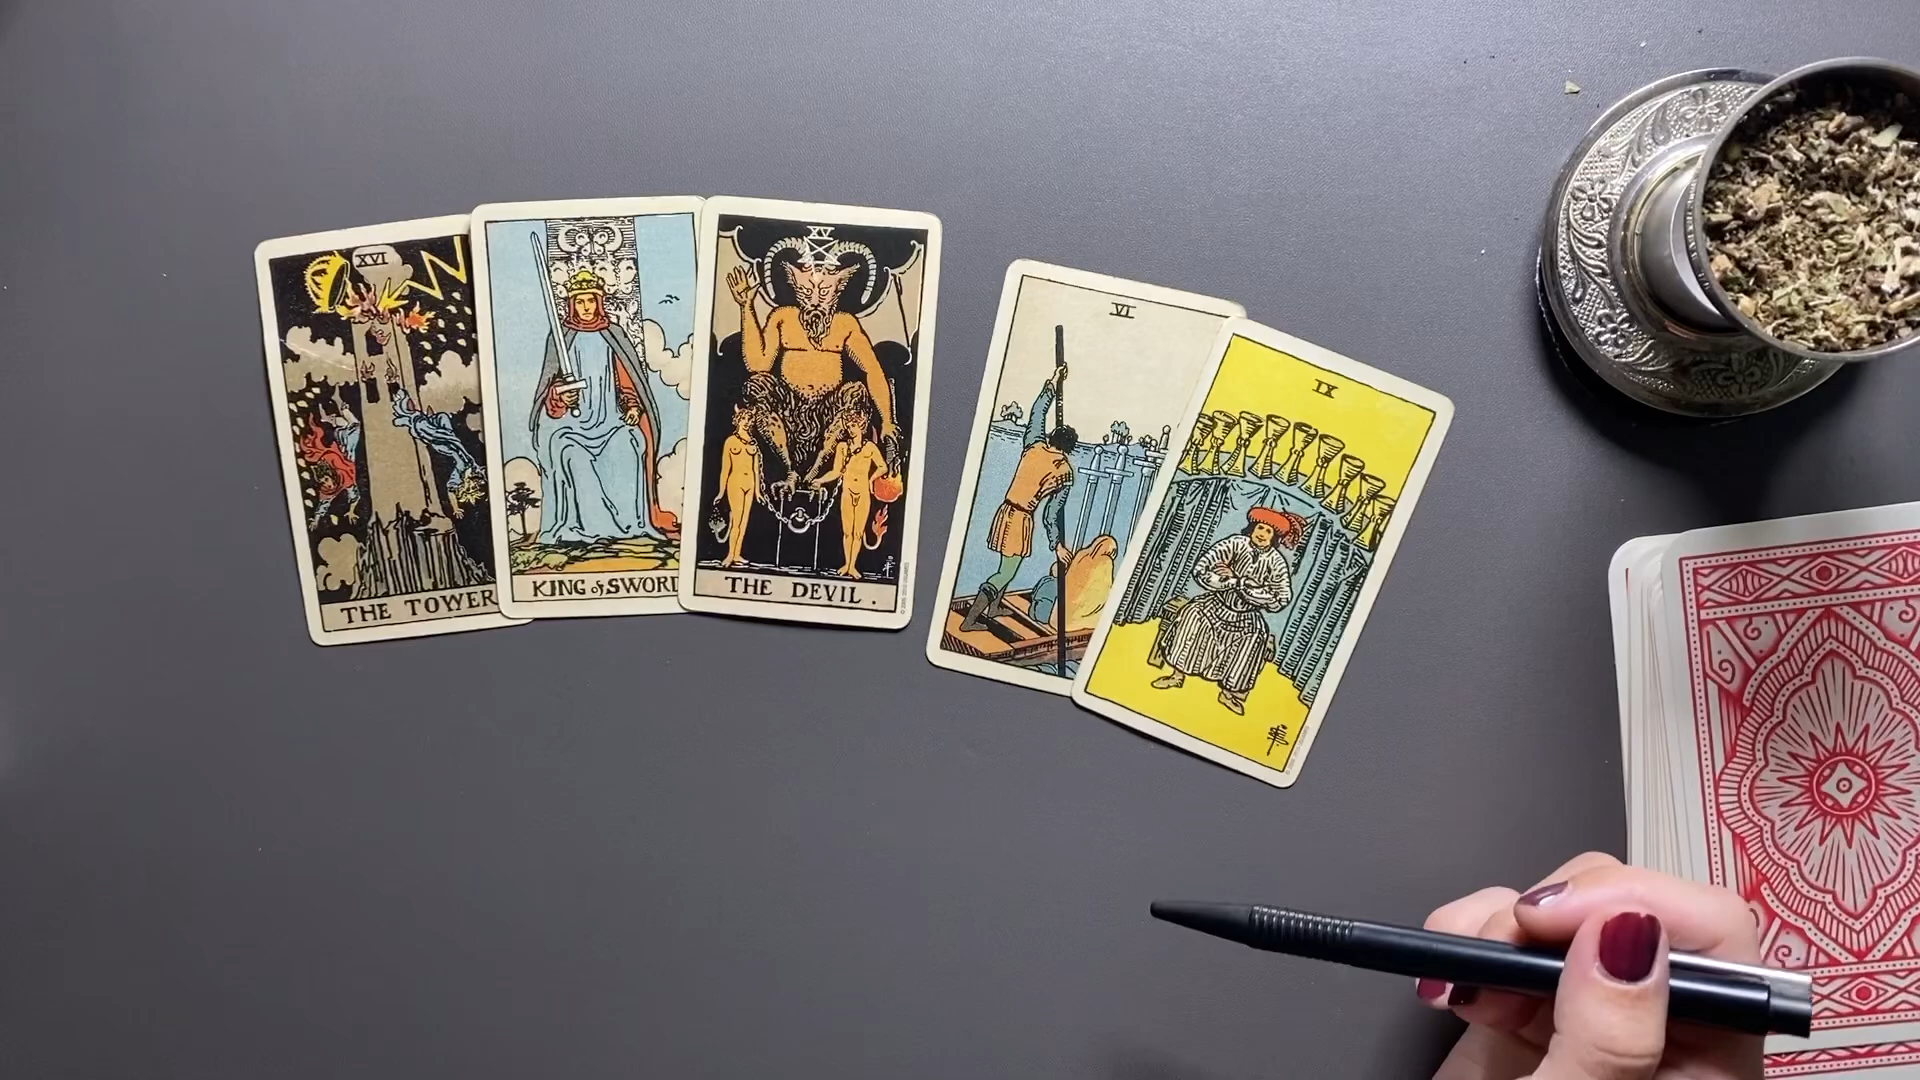 XVI
THE TOWER
KING of SWORD
XV
THE DEVIL.
VI
IX